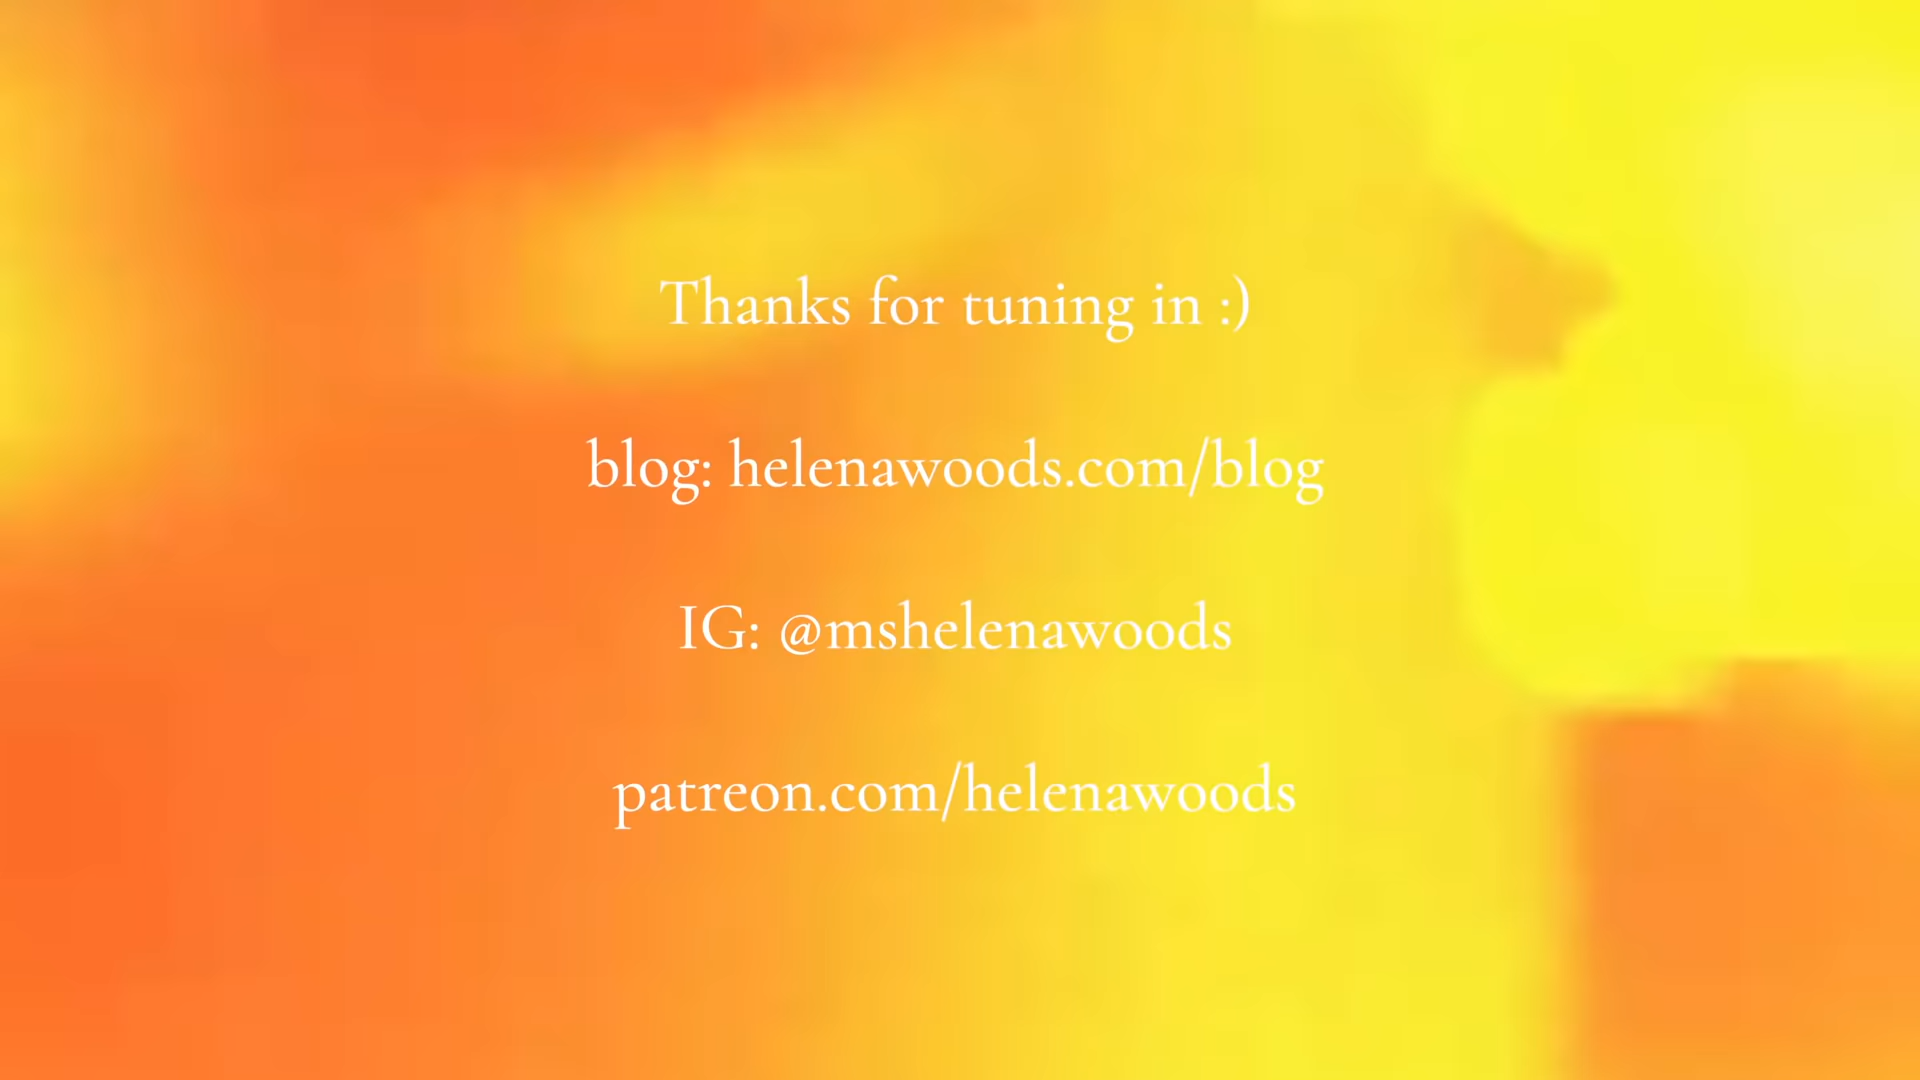 Thanks for tuning in :)
blog: helenawoods.com/blog
IG: @mshelenawoods
patreon.com/helenawoods